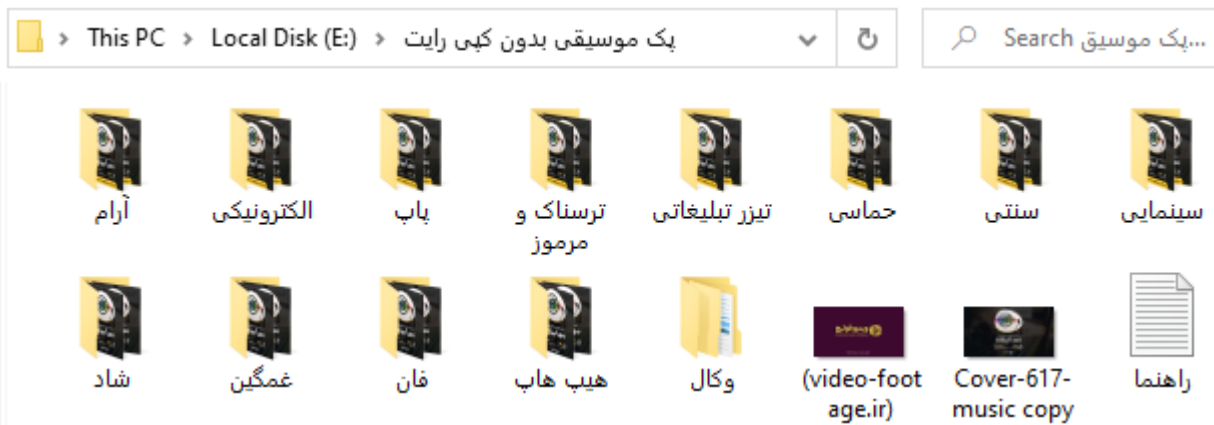 This PC > Local Disk (E:) > پک موسیقی بدون کپی رایت
Search پک موسیق...
آرام
الکترونیکی
پاپ
ترسناک و
مرموز
تیزر تبلیغاتی
حماسی
سنتی
سینمایی
شاد
غمگین
فان
هیپ هاپ
وکال
(video-foot
age.ir)
Cover-617-
music copy
راهنما